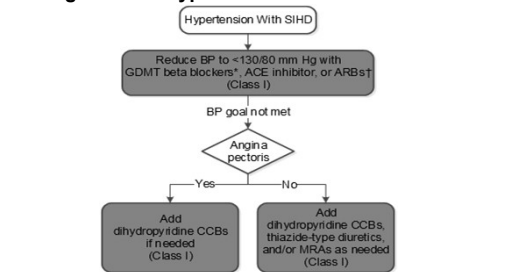 Hypertension With SIHD
Reduce BP to <130/80 mm Hg with
GDMT beta blockers*, ACE inhibitor, or ARBs†
(Class I)
BP goal not met
Angina
pectoris
Yes
No
Add
dihydropyridine CCBs
if needed
(Class I)
Add
dihydropyridine CCBs,
thiazide-type diuretics,
and/or MRAs as needed
(Class I)